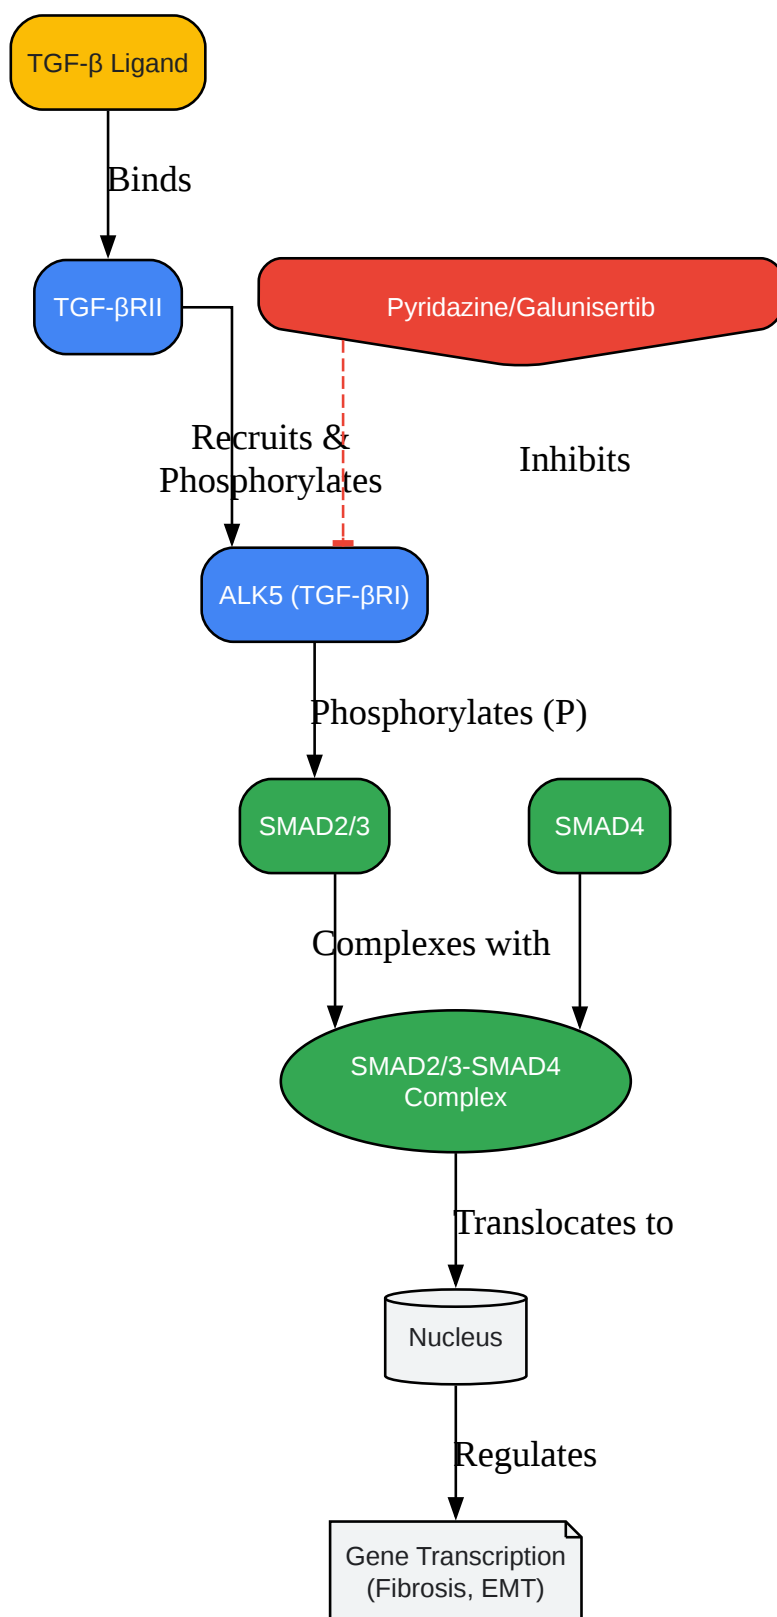 TGF-β Ligand
Binds
TGF-βRII
Pyridazine/Galunisertib
Recruits &
Phosphorylates
Inhibits
ALK5 (TGF-βRI)
Phosphorylates (P)
SMAD2/3
SMAD4
Complexes with
SMAD2/3-SMAD4
Complex
Translocates to
Nucleus
Regulates
Gene Transcription
(Fibrosis, EMT)